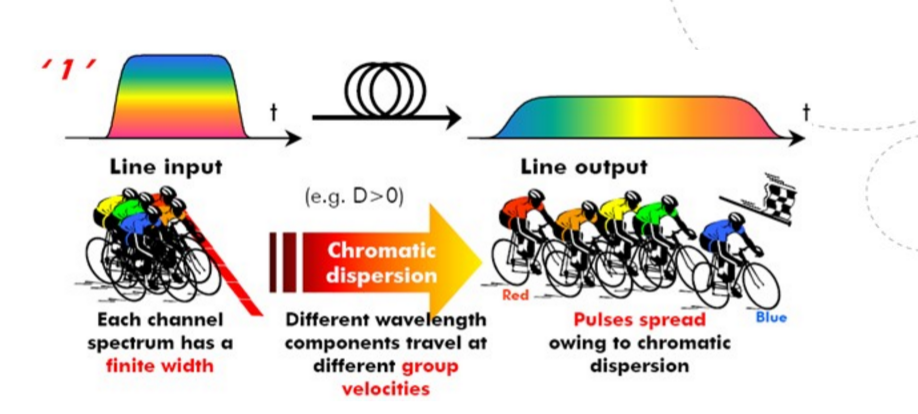 ‘1’
t
t
Line input
Line output
(e.g. D>0)
Chromatic
dispersion
Red
Blue
Each channel
spectrum has a
finite width
Different wavelength
components travel at
different group
velocities
Pulses spread
owing to chromatic
dispersion